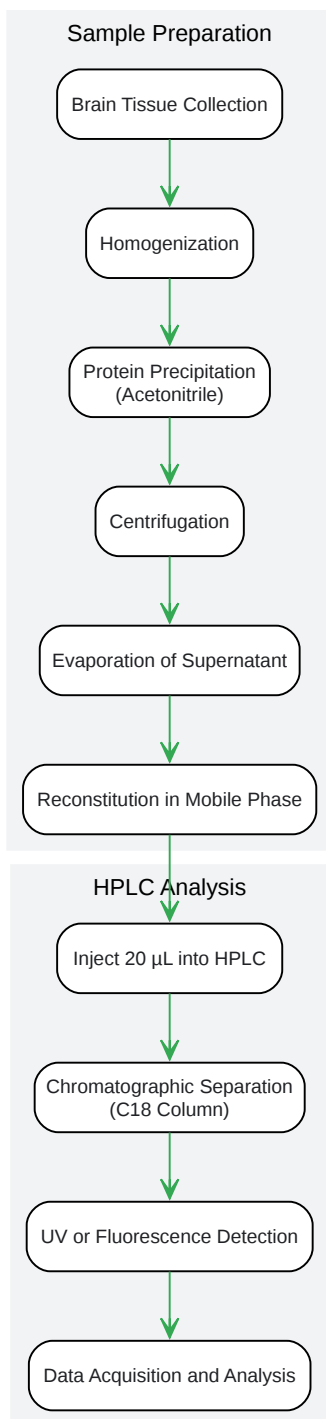 Sample Preparation
Brain Tissue Collection
Homogenization
Protein Precipitation
(Acetonitrile)
Centrifugation
Evaporation of Supernatant
Reconstitution in Mobile Phase
HPLC Analysis
Inject 20 µL into HPLC
Chromatographic Separation
(C18 Column)
UV or Fluorescence Detection
Data Acquisition and Analysis